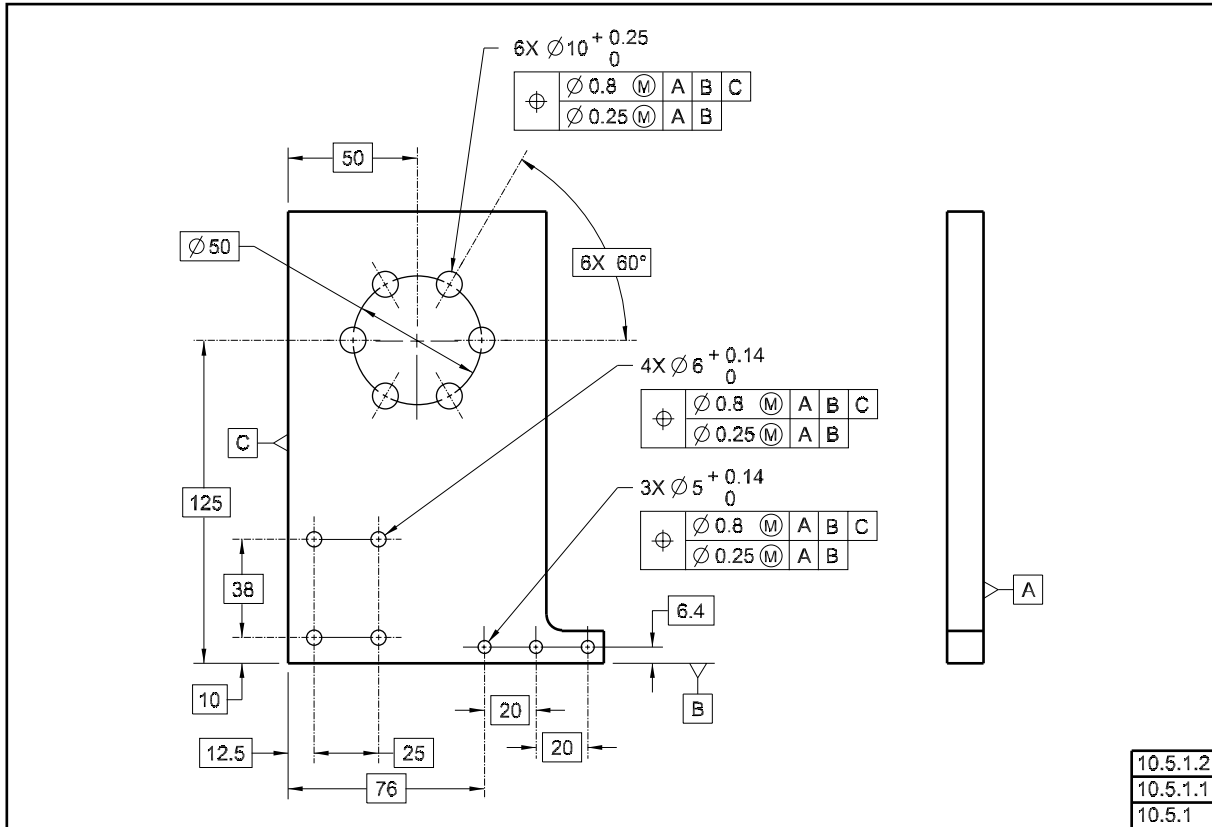 6X ⌀10 + 0.25
0
⌖ ⌀ 0.8 Ⓜ A B C
⌀ 0.25 Ⓜ A B
50
⌀ 50
6X 60°
4X ⌀ 6 + 0.14
0
⌖ ⌀ 0.8 Ⓜ A B C
⌀ 0.25 Ⓜ A B
C
3X ⌀ 5 + 0.14
0
⌖ ⌀ 0.8 Ⓜ A B C
⌀ 0.25 Ⓜ A B
125
38
6.4
A
10
B
20
12.5
25
20
76
10.5.1.2
10.5.1.1
10.5.1